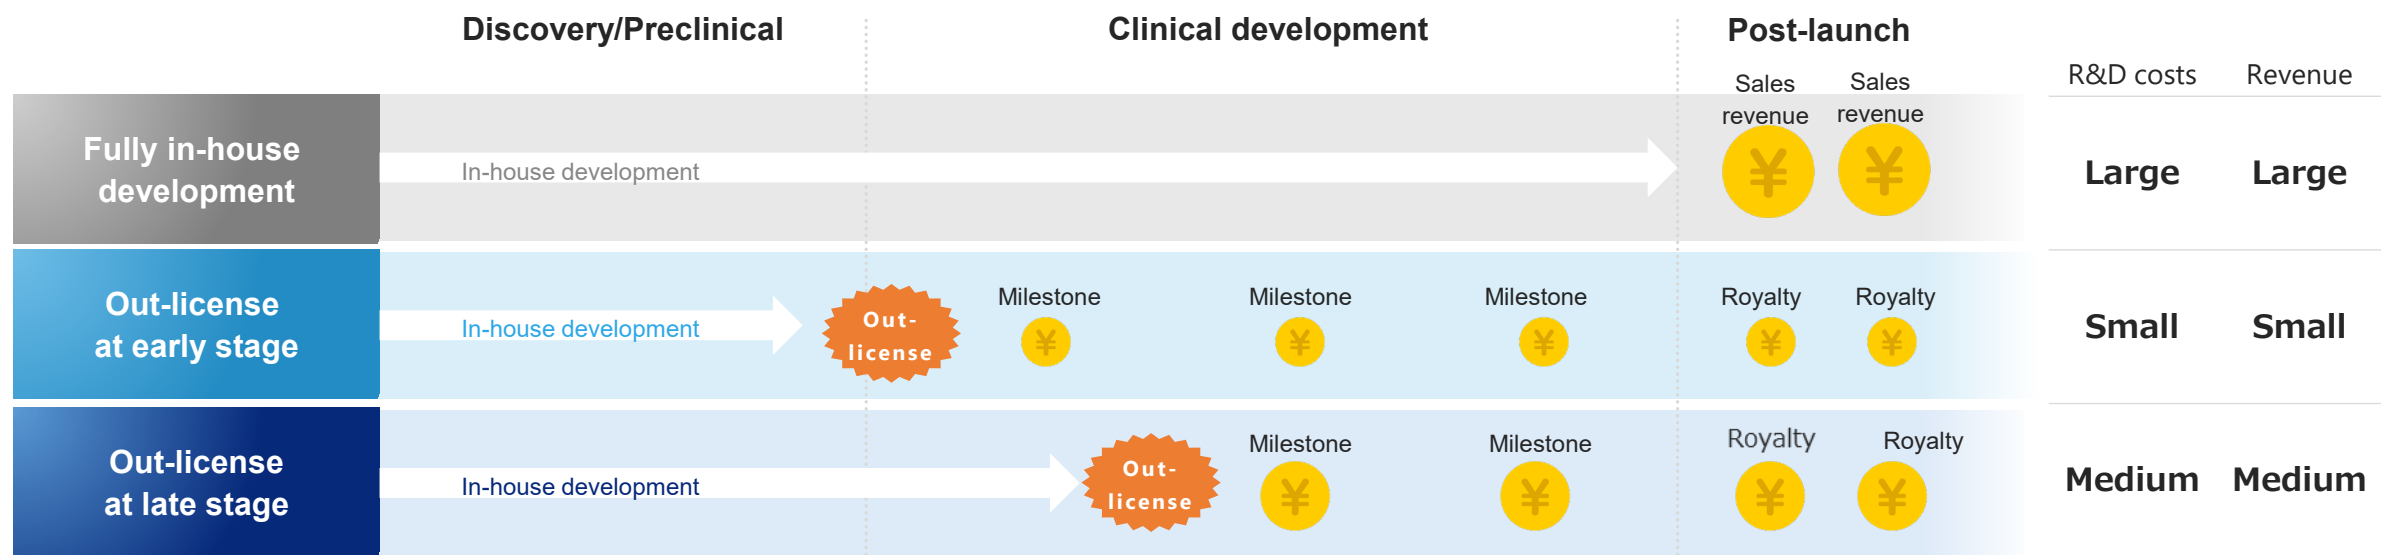 Discovery/Preclinical
Clinical development
Post-launch
R&D costs
Revenue
Fully in-house
development
In-house development
Sales
revenue
¥
Sales
revenue
¥
Large
Large
Out-license
at early stage
In-house development
Out-
license
Milestone
¥
Milestone
¥
Milestone
¥
Royalty
¥
Royalty
¥
Small
Small
Out-license
at late stage
In-house development
Out-
license
Milestone
¥
Milestone
¥
Royalty
¥
Royalty
¥
Medium
Medium